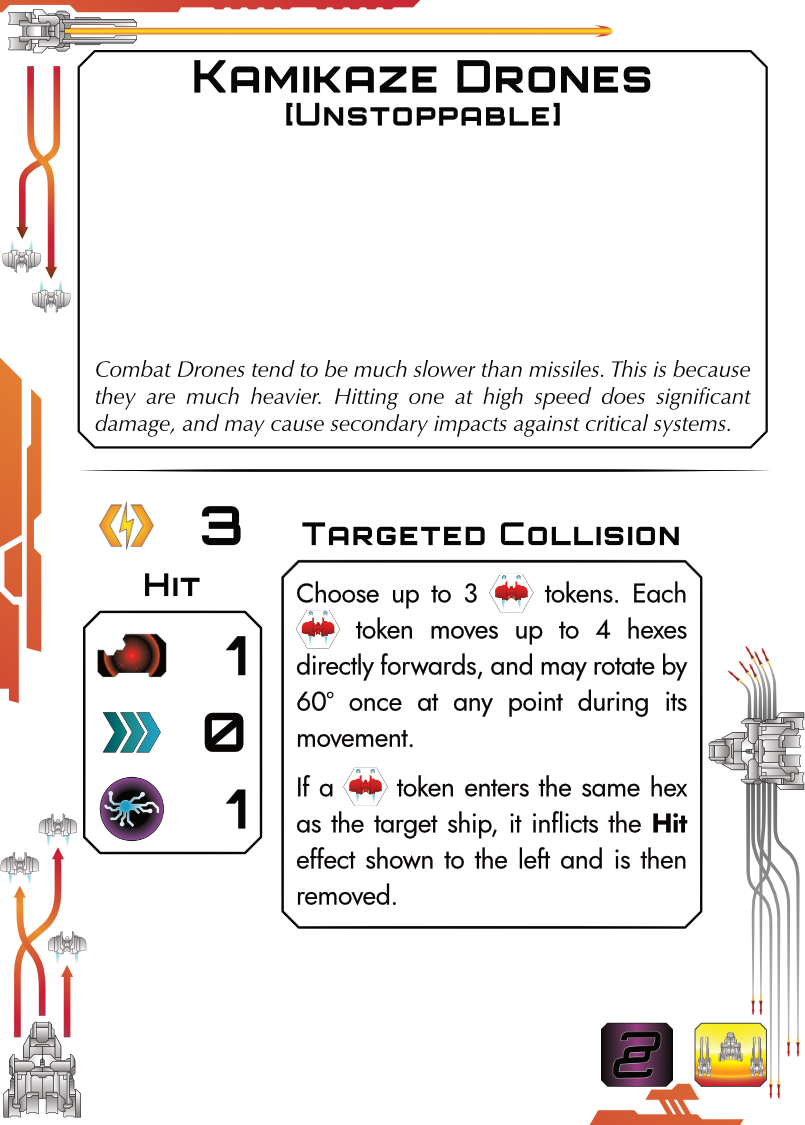 Kamikaze Drones
[Unstoppable]
Combat Drones tend to be much slower than missiles. This is because
they are much heavier. Hitting one at high speed does significant
damage, and may cause secondary impacts against critical systems.
3
Targeted Collision
Hit
1
0
1
Choose up to 3 tokens. Each
token moves up to 4 hexes
directly forwards, and may rotate by
60° once at any point during its
movement.
If a token enters the same hex
as the target ship, it inflicts the Hit
effect shown to the left and is then
removed.
2